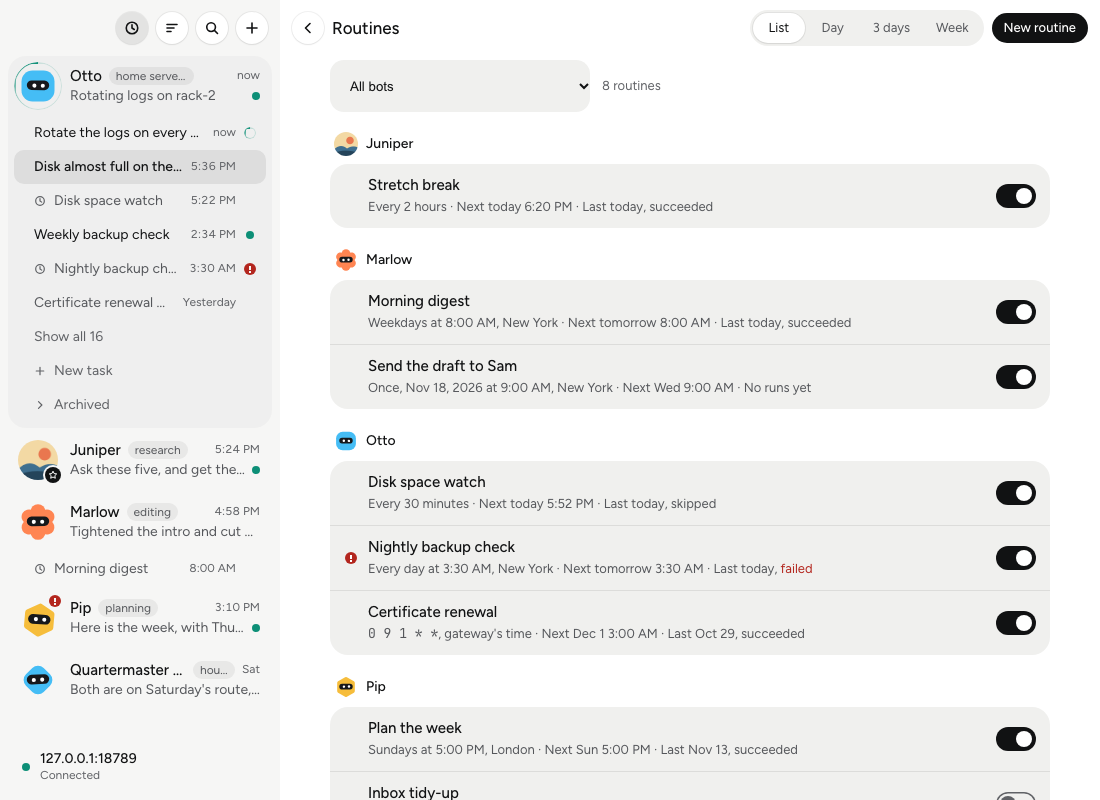 Otto home serve... now
Rotating logs on rack-2
Rotate the logs on every ... now
Disk almost full on the... 5:36 PM
Disk space watch 5:22 PM
Weekly backup check 2:34 PM
Nightly backup ch... 3:30 AM
Certificate renewal ... Yesterday
Show all 16
New task
Archived
Juniper research 5:24 PM
Ask these five, and get the...
Marlow editing 4:58 PM
Tightened the intro and cut ...
Morning digest 8:00 AM
Pip planning 3:10 PM
Here is the week, with Thu...
Quartermaster ... hou... Sat
Both are on Saturday's route,...
127.0.0.1:18789
Connected
Routines
List Day 3 days Week New routine
All bots 8 routines
Juniper
Stretch break
Every 2 hours · Next today 6:20 PM · Last today, succeeded
Marlow
Morning digest
Weekdays at 8:00 AM, New York · Next tomorrow 8:00 AM · Last today, succeeded
Send the draft to Sam
Once, Nov 18, 2026 at 9:00 AM, New York · Next Wed 9:00 AM · No runs yet
Otto
Disk space watch
Every 30 minutes · Next today 5:52 PM · Last today, skipped
Nightly backup check
Every day at 3:30 AM, New York · Next tomorrow 3:30 AM · Last today, failed
Certificate renewal
0 9 1 * *, gateway's time · Next Dec 1 3:00 AM · Last Oct 29, succeeded
Pip
Plan the week
Sundays at 5:00 PM, London · Next Sun 5:00 PM · Last Nov 13, succeeded
Inbox tidy-up